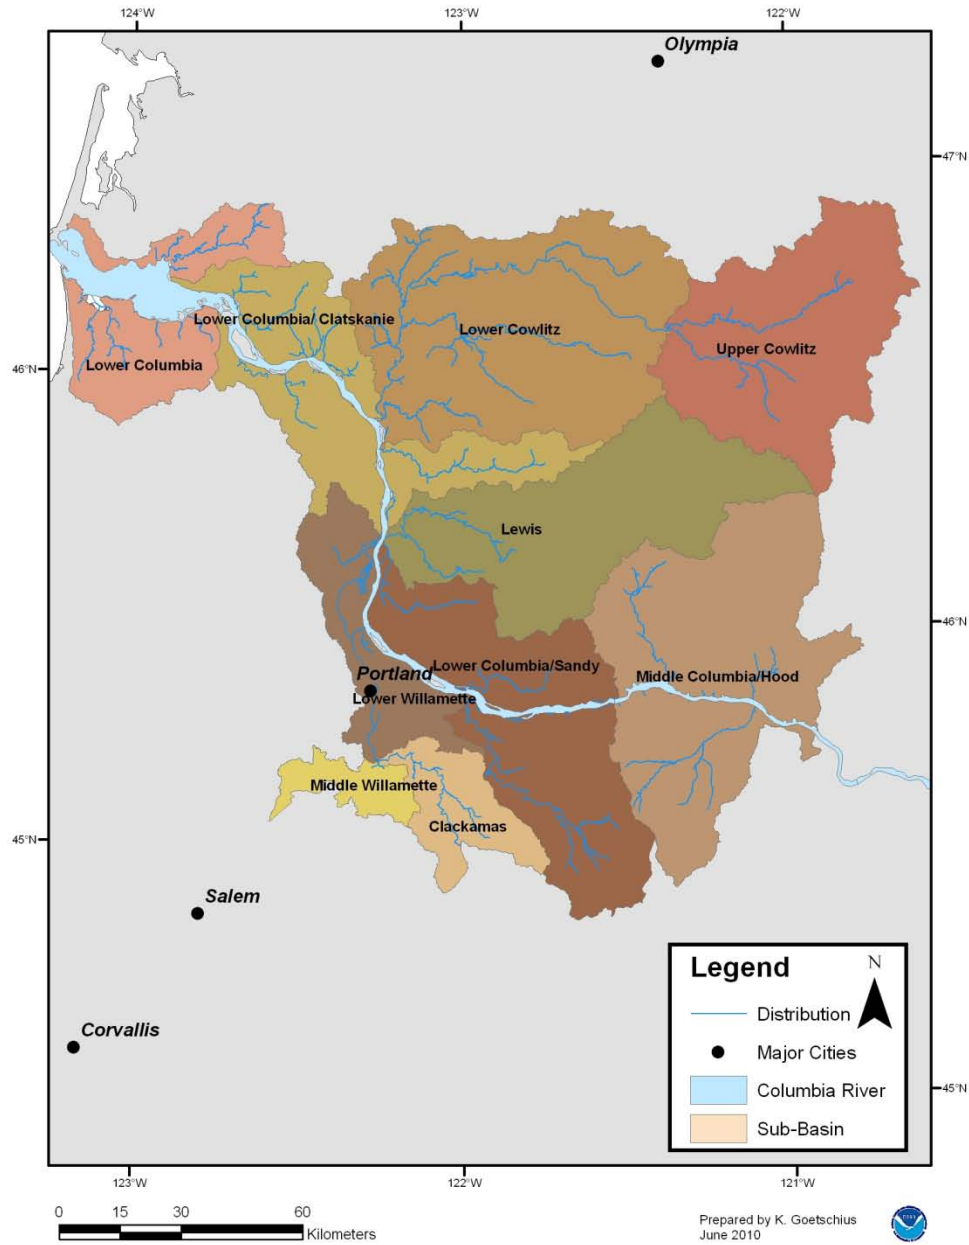 124°W 123°W 122°W
Olympia
47°N
Lower Columbia/ Clatskanie
Lower Cowlitz
Upper Cowlitz
46°N
Lower Columbia
Lewis
46°N
Lower Columbia/Sandy
Portland
Middle Columbia/Hood
Lower Willamette
Middle Willamette
Clackamas
45°N
Salem
Legend
N
Distribution
Corvallis
Major Cities
Columbia River
45°N
Sub-Basin
123°W 122°W 121°W
0 15 30 60
Kilometers
Prepared by K. Goetschius
June 2010